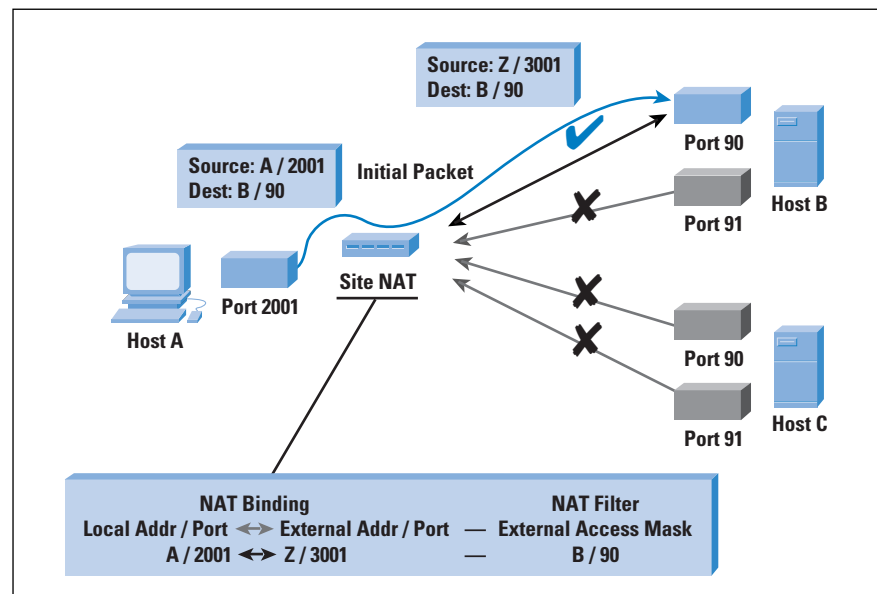 Source: Z / 3001
Dest: B / 90
Port 90
Source: A / 2001
Dest: B / 90
Initial Packet
Host B
Port 91
Site NAT
Port 2001
Host A
Port 90
Host C
Port 91
NAT Binding NAT Filter
Local Addr / Port External Addr / Port — External Access Mask
A / 2001 Z / 3001 — B / 90